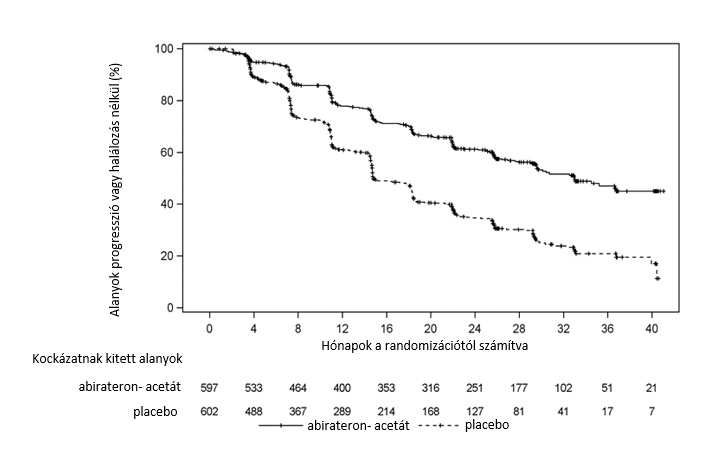 Alanyok progresszió vagy halálozás nélkül (%)
100
80
60
40
20
0
0 4 8 12 16 20 24 28 32 36 40
Hónapok a randomizációtól számítva
Kockázatnak kitett alanyok
abirateron- acetát 597 533 464 400 353 316 251 177 102 51 21
placebo 602 488 367 289 214 168 127 81 41 17 7
abirateron- acetát placebo